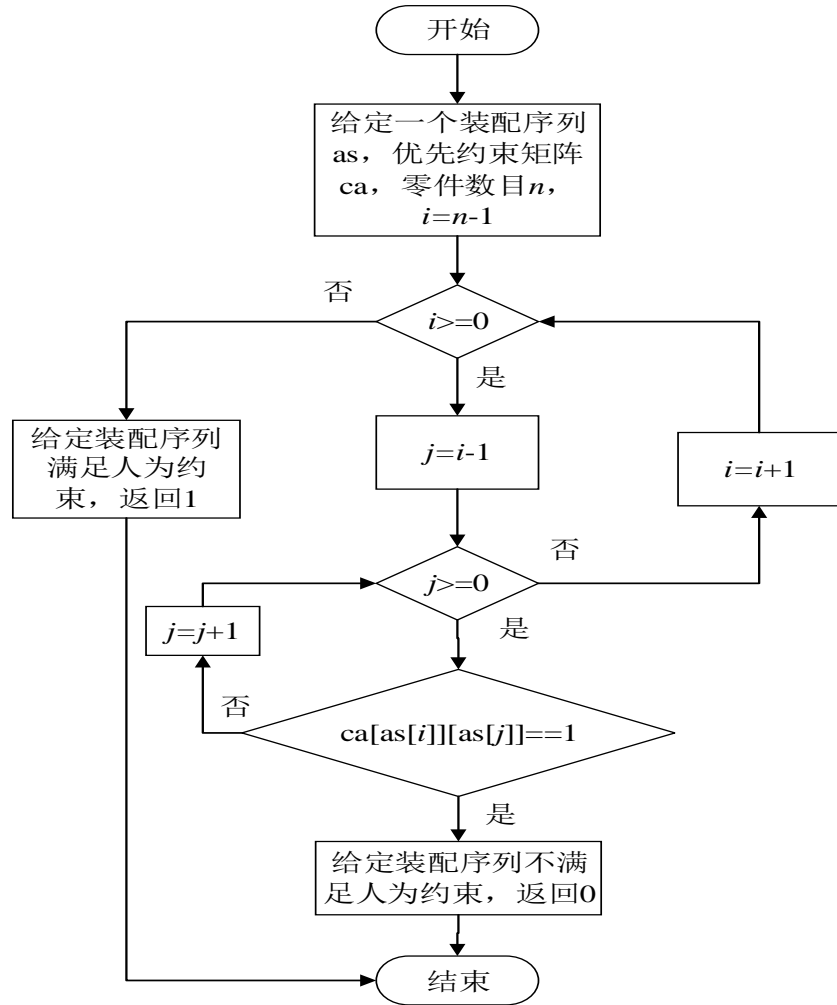 开始
给定一个装配序列
as，优先约束矩阵
ca，零件数目n，
i=n-1
否
i>=0
是
给定装配序列
满足人为约
束，返回1
j=i-1
i=i+1
j>=0
否
j=j+1
是
否
ca[as[i]][as[j]]==1
是
给定装配序列不满
足人为约束，返回0
结束